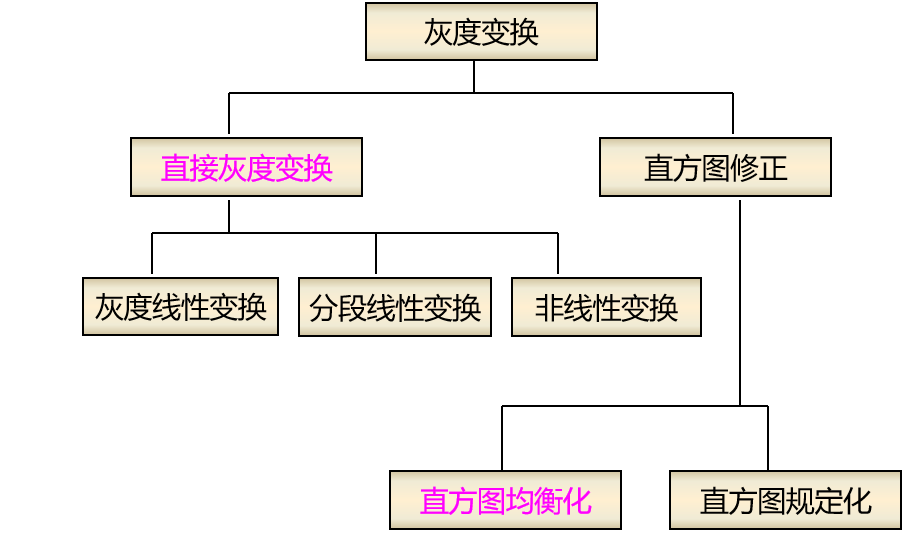 灰度变换
直接灰度变换
直方图修正
灰度线性变换
分段线性变换
非线性变换
直方图均衡化
直方图规定化